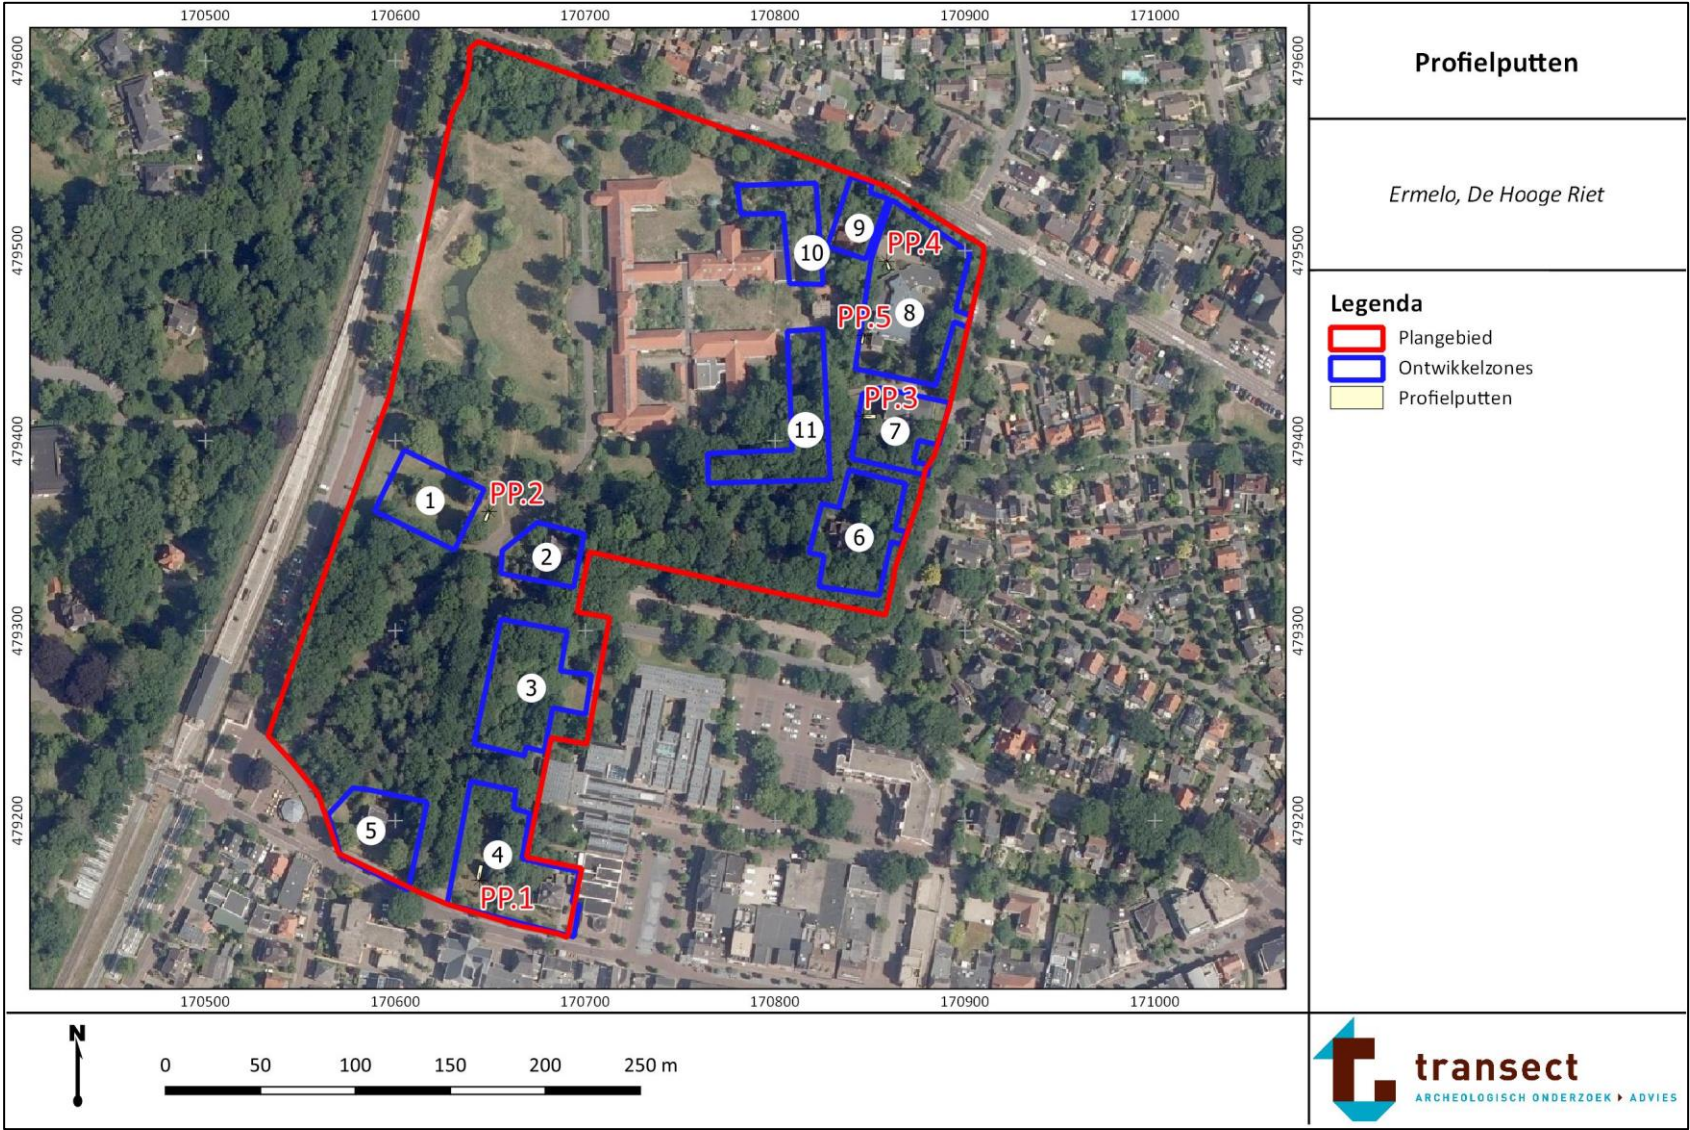 170500 170600 170700 170800 170900 171000
479600
479500
479400
479300
479200
479600
479500
479400
479300
479200
9
10
PP.4
PP.5
8
PP.3
11
7
1
PP.2
2
6
3
5
4
PP.1
170500 170600 170700 170800 170900 171000
Profielputten
Ermelo, De Hooge Riet
Legenda
Plangebied
Ontwikkelzones
Profielputten
N
0 50 100 150 200 250 m
transect
ARCHEOLOGISCH ONDERZOEK ADVIES